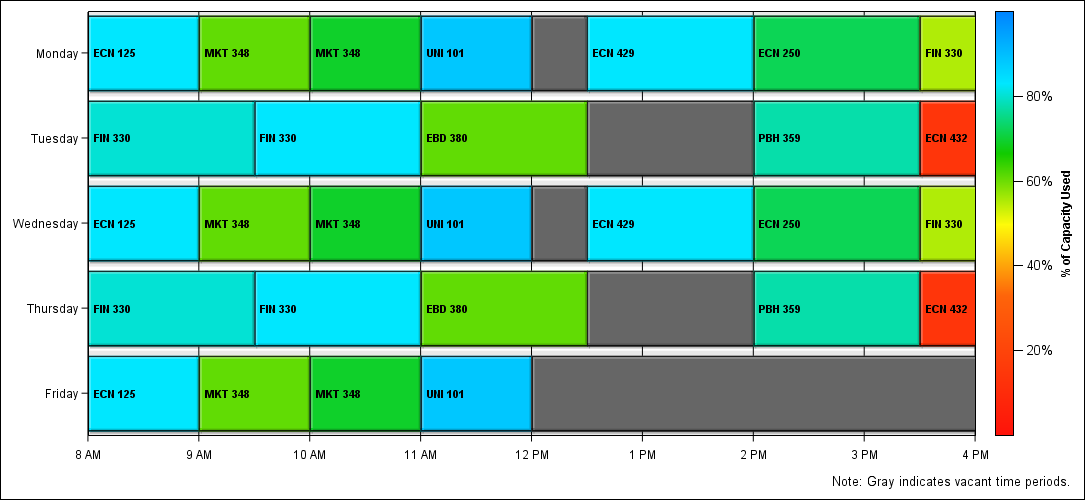 Monday ECN 125 MKT 348 MKT 348 UNI 101 ECN 429 ECN 250 FIN 330
80%
Tuesday FIN 330 FIN 330 EBD 380 PBH 359 ECN 432
60%
Wednesday ECN 125 MKT 348 MKT 348 UNI 101 ECN 429 ECN 250 FIN 330
% of Capacity Used
40%
Thursday FIN 330 FIN 330 EBD 380 PBH 359 ECN 432
20%
Friday ECN 125 MKT 348 MKT 348 UNI 101
8 AM 9 AM 10 AM 11 AM 12 PM 1 PM 2 PM 3 PM 4 PM
Note: Gray indicates vacant time periods.